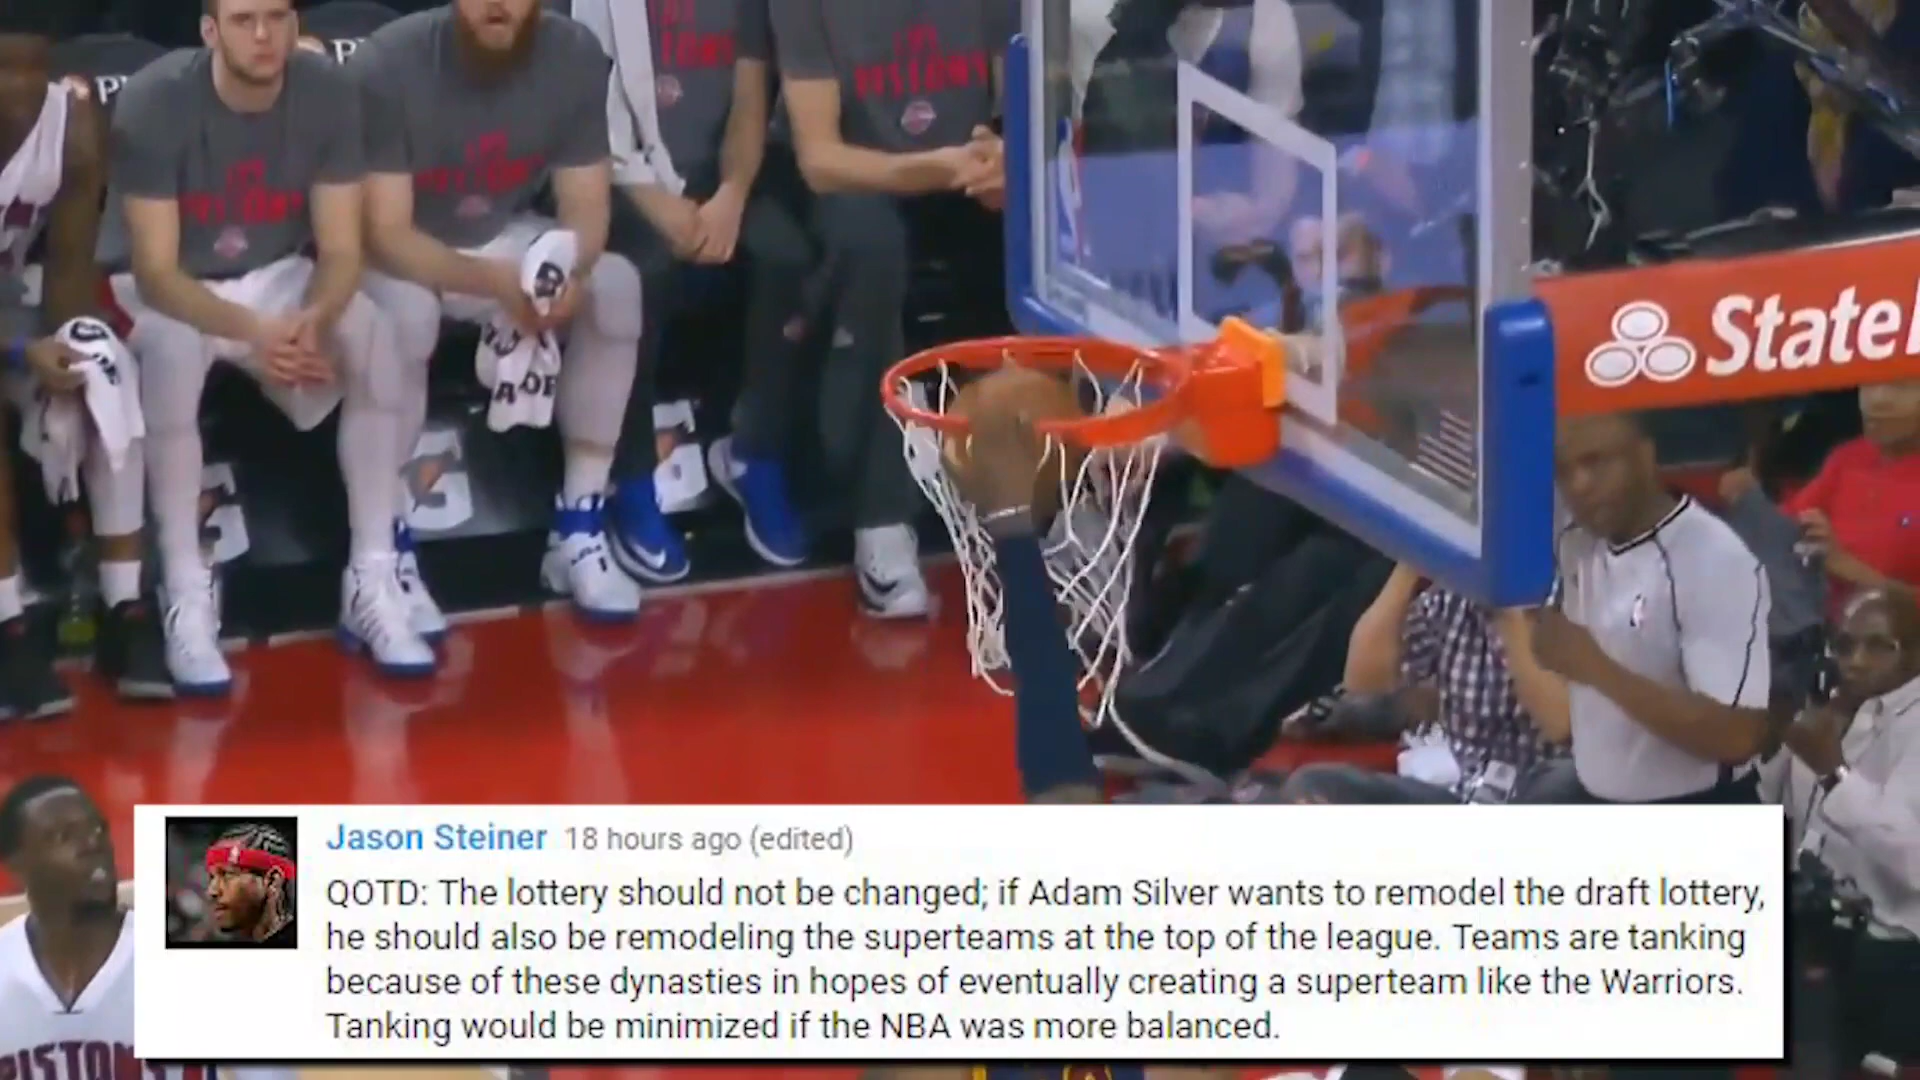 PISTONS
PISTONS
State
Jason Steiner 18 hours ago (edited)
QOTD: The lottery should not be changed; if Adam Silver wants to remodel the draft lottery,
he should also be remodeling the superteams at the top of the league. Teams are tanking
because of these dynasties in hopes of eventually creating a superteam like the Warriors.
Tanking would be minimized if the NBA was more balanced.
PISTONS